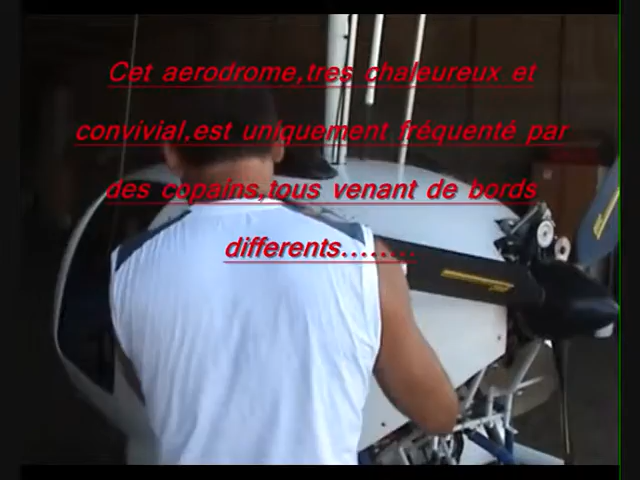 Cet aerodrome,tres chaleureux et
convivial,est uniquement fréquenté par
des copains,tous venant de bords
differents........